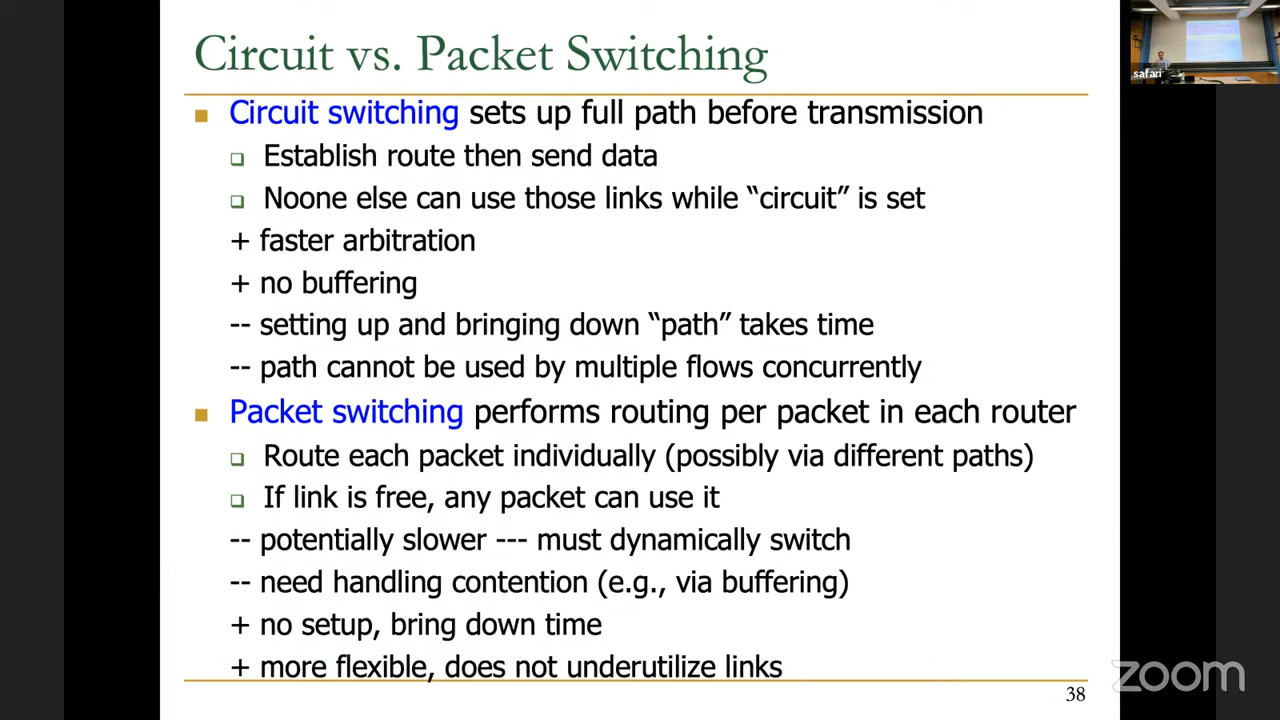 Circuit vs. Packet Switching
Circuit switching sets up full path before transmission
Establish route then send data
Noone else can use those links while “circuit” is set
+ faster arbitration
+ no buffering
-- setting up and bringing down “path” takes time
-- path cannot be used by multiple flows concurrently
Packet switching performs routing per packet in each router
Route each packet individually (possibly via different paths)
If link is free, any packet can use it
-- potentially slower --- must dynamically switch
-- need handling contention (e.g., via buffering)
+ no setup, bring down time
+ more flexible, does not underutilize links
38
safari
zoom